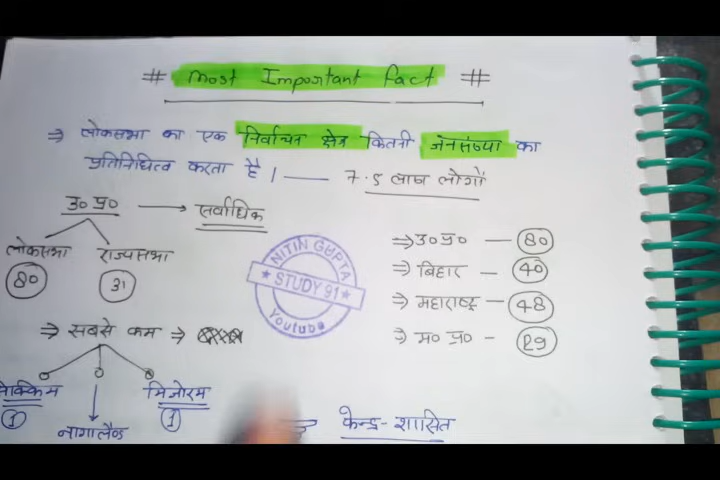 # Most Important Fact #
⇒ लोकसभा का एक निर्वाचन क्षेत्र कितनी जनसंख्या का
प्रतिनिधित्व करता है । —— 7.5 लाख लोगों
उ० प्र० → सर्वाधिक
लोकसभा राज्यसभा
80 31
⇒ उ० प्र० — 80
⇒ बिहार — 40
⇒ महाराष्ट्र — 48
⇒ म० प्र० - 29
NITIN GUPTA
STUDY 91
Youtube
⇒ सबसे कम ⇒
मिजोरम
1 1
नागालैंड
केन्द्र-शासित